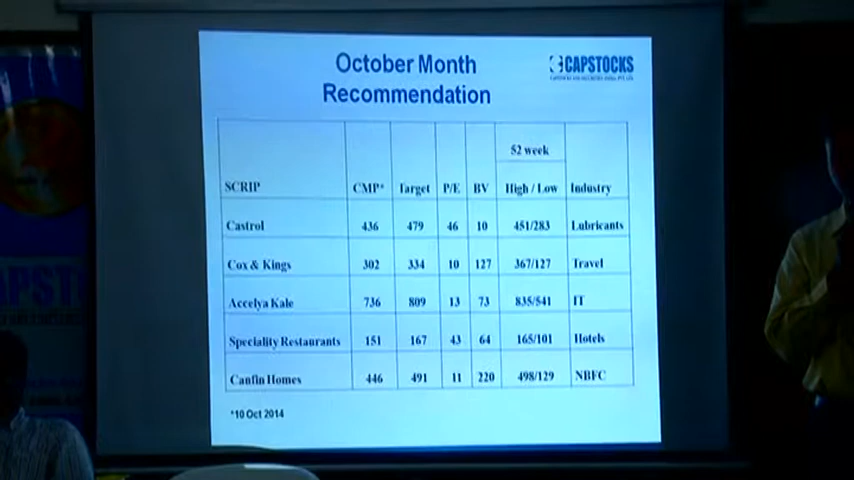 October Month
CAPSTOCKS
Recommendation
52 week
SCRIP CMP* Target P/E BV High / Low Industry
Castrol 436 479 46 10 451/283 Lubricants
Cox & Kings 302 334 10 127 367/127 Travel
Accelya Kale 736 809 13 73 835/541 IT
Speciality Restaurants 151 167 43 64 165/101 Hotels
Canfin Homes 446 491 11 220 498/129 NBFC
*10 Oct 2014